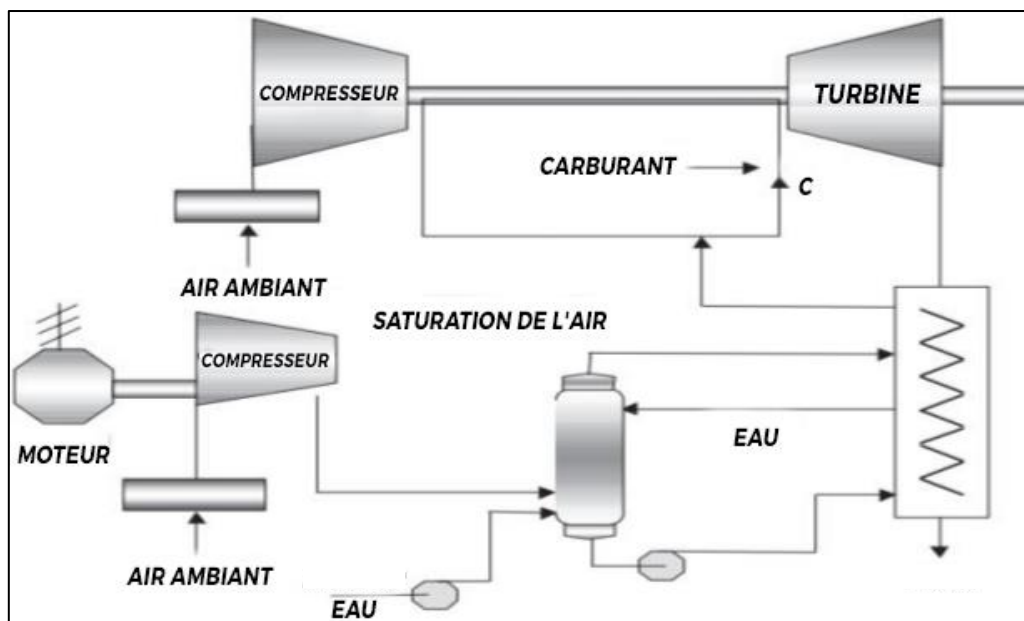 COMPRESSEUR
TURBINE
CARBURANT
C
AIR AMBIANT
SATURATION DE L'AIR
COMPRESSEUR
MOTEUR
EAU
AIR AMBIANT
EAU